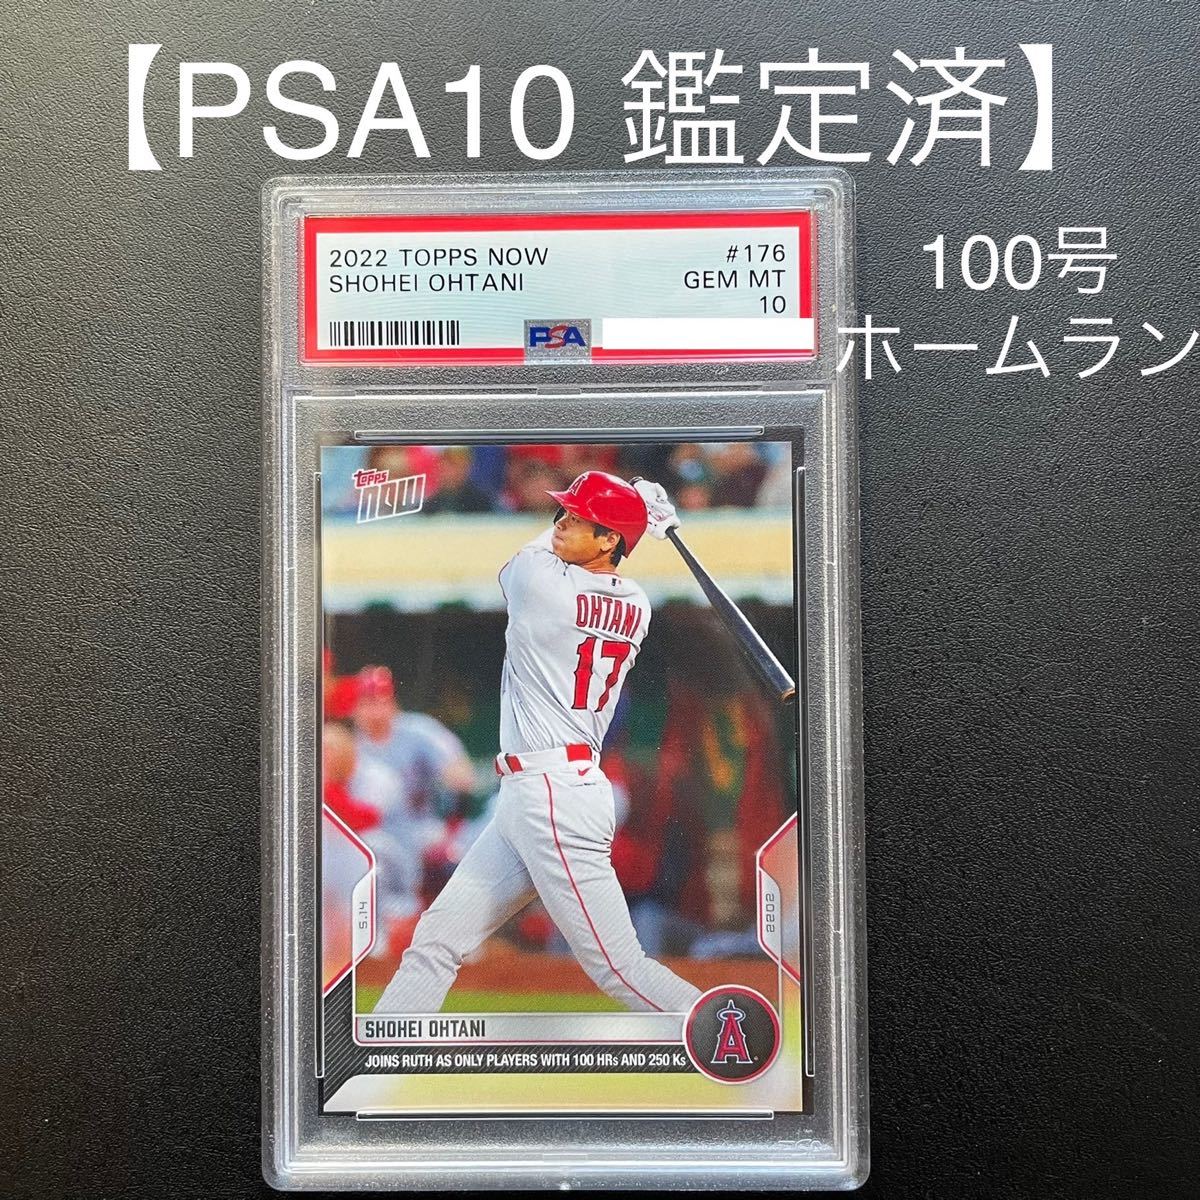 【PSA10 鑑定済】
100号
ホームラン
2022 TOPPS NOW
#176
SHOHEI OHTANI
GEM MT
10
PSA
topps
NOW
A
OHTANI
17
5.14
2022
SHOHEI OHTANI
A
JOINS RUTH AS ONLY PLAYERS WITH 100 HRs AND 250 Ks